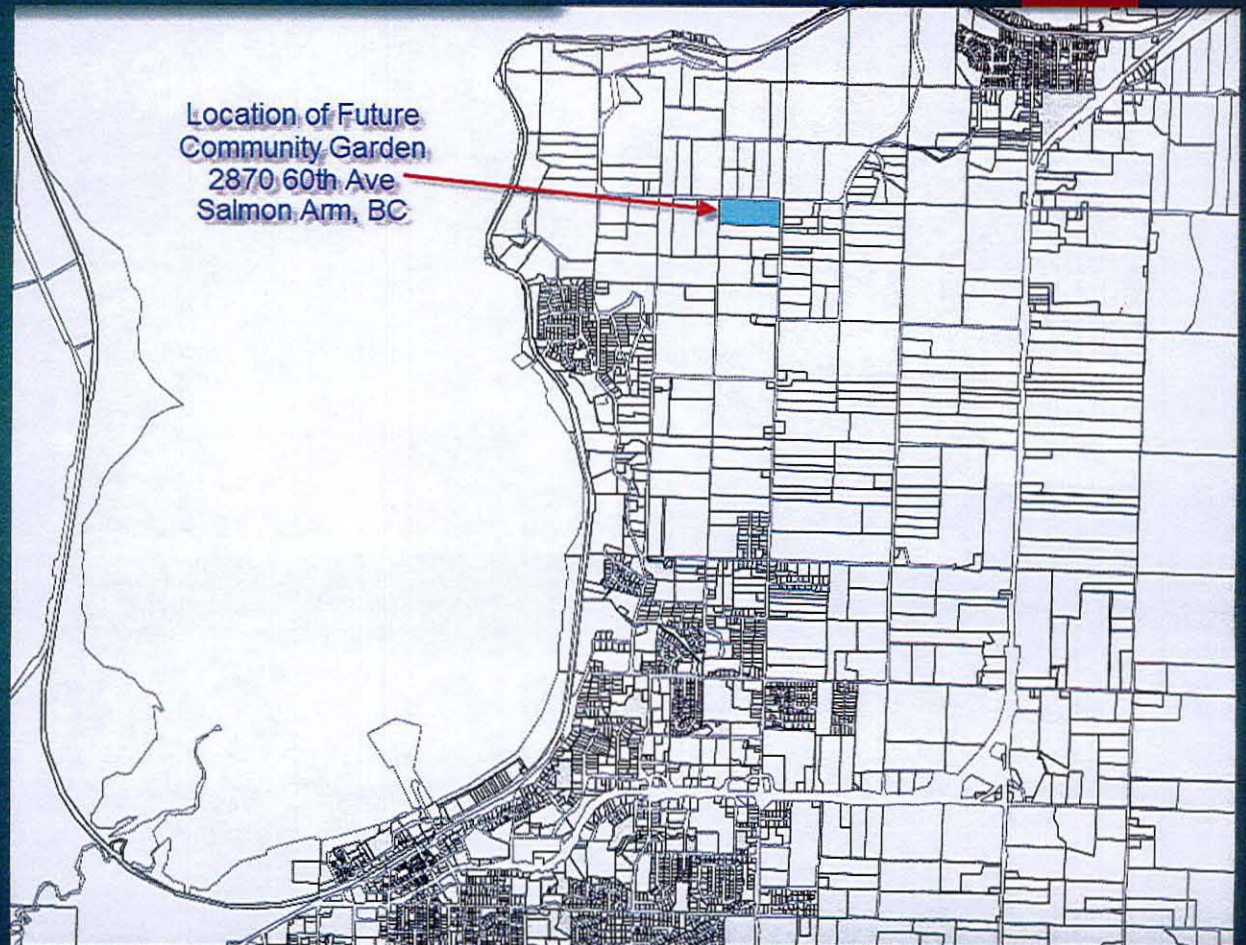 Location of Future
Community Garden
2870 60th Ave
Salmon Arm, BC